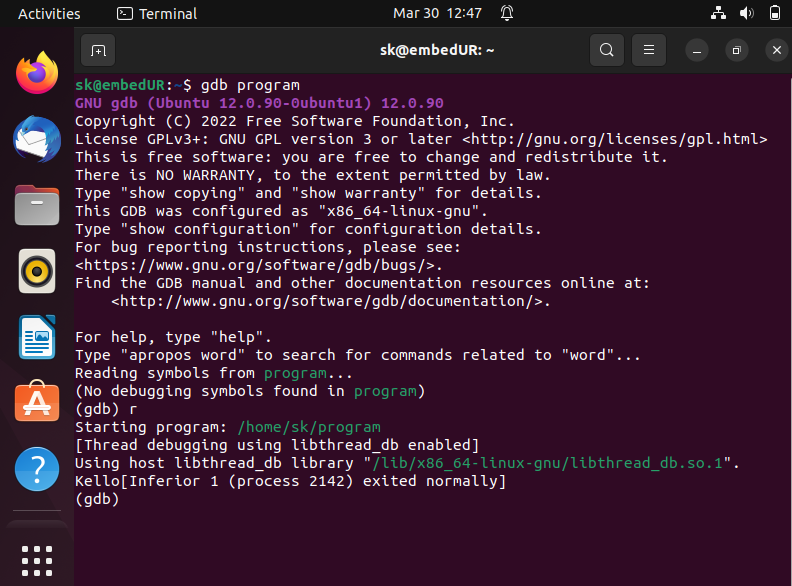 Activities
Terminal
Mar 30 12:47
sk@embedUR: ~
sk@embedUR:~$ gdb program
GNU gdb (Ubuntu 12.0.90-0ubuntu1) 12.0.90
Copyright (C) 2022 Free Software Foundation, Inc.
License GPLv3+: GNU GPL version 3 or later <http://gnu.org/licenses/gpl.html>
This is free software: you are free to change and redistribute it.
There is NO WARRANTY, to the extent permitted by law.
Type "show copying" and "show warranty" for details.
This GDB was configured as "x86_64-linux-gnu".
Type "show configuration" for configuration details.
For bug reporting instructions, please see:
<https://www.gnu.org/software/gdb/bugs/>.
Find the GDB manual and other documentation resources online at:
    <http://www.gnu.org/software/gdb/documentation/>.

For help, type "help".
Type "apropos word" to search for commands related to "word"...
Reading symbols from program...
(No debugging symbols found in program)
(gdb) r
Starting program: /home/sk/program
[Thread debugging using libthread_db enabled]
Using host libthread_db library "/lib/x86_64-linux-gnu/libthread_db.so.1".
Kello[Inferior 1 (process 2142) exited normally]
(gdb)